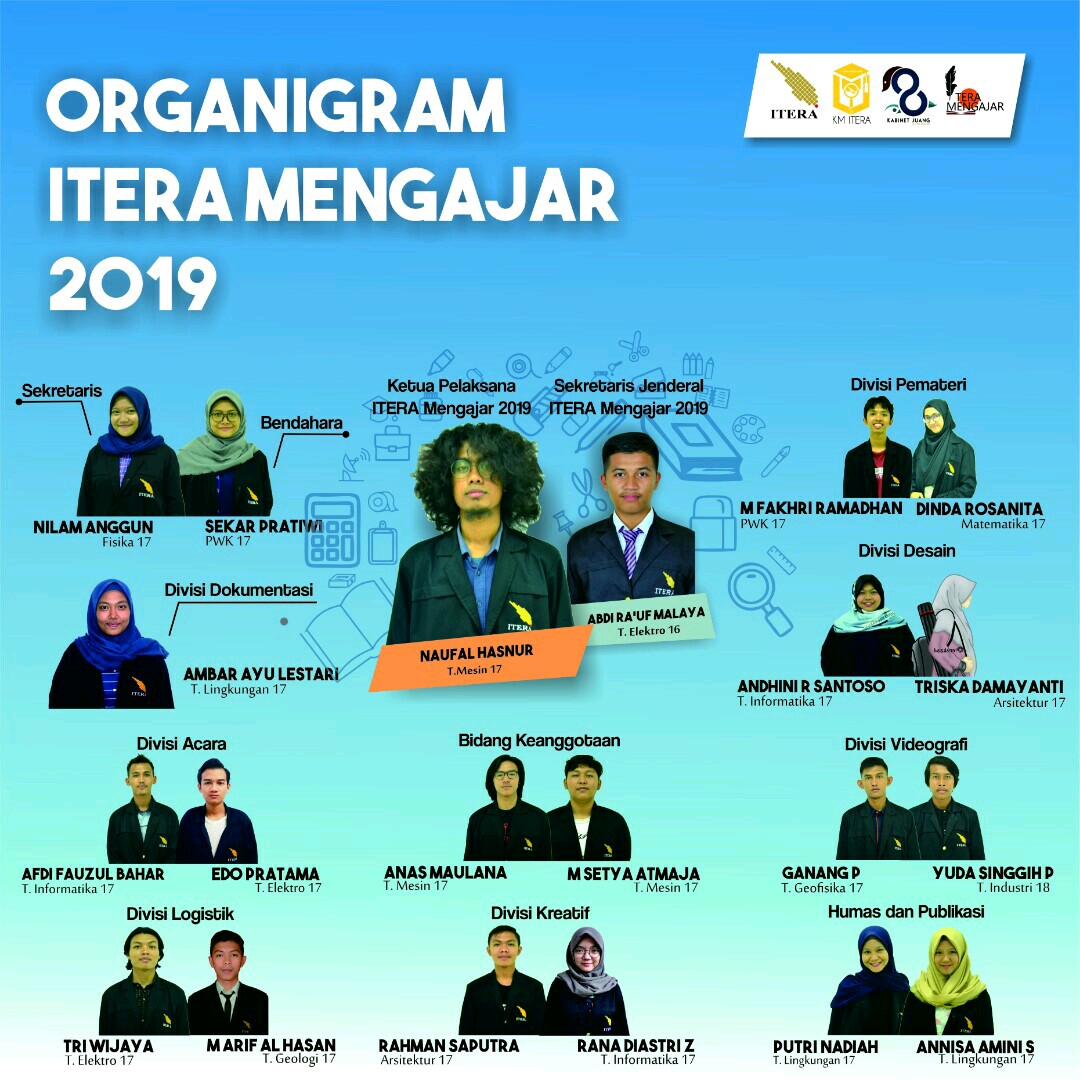 ORGANIGRAM
ITERA MENGAJAR
2019
ITERA
KM ITERA
KABINET JUANG
ITERA
MENGAJAR
Sekretaris
Bendahara
NILAM ANGGUN
Fisika 17
SEKAR PRATIWI
PWK 17
Ketua Pelaksana
ITERA Mengajar 2019
NAUFAL HASNUR
T.Mesin 17
Sekretaris Jenderal
ITERA Mengajar 2019
ABDI RA'UF MALAYA
T. Elektro 16
Divisi Pemateri
M FAKHRI RAMADHAN
PWK 17
DINDA ROSANITA
Matematika 17
Divisi Dokumentasi
AMBAR AYU LESTARI
T. Lingkungan 17
Divisi Desain
ANDHINI R SANTOSO
T. Informatika 17
TRISKA DAMAYANTI
Arsitektur 17
Divisi Acara
AFDI FAUZUL BAHAR
T. Informatika 17
EDO PRATAMA
T. Elektro 17
Bidang Keanggotaan
ANAS MAULANA
T. Mesin 17
M SETYA ATMAJA
T. Mesin 17
Divisi Videografi
GANANG P
T. Geofisika 17
YUDA SINGGIH P
T. Industri 18
Divisi Logistik
TRI WIJAYA
T. Elektro 17
M ARIF AL HASAN
T. Geologi 17
Divisi Kreatif
RAHMAN SAPUTRA
Arsitektur 17
RANA DIASTRI Z
T. Informatika 17
Humas dan Publikasi
PUTRI NADIAH
T. Lingkungan 17
ANNISA AMINI S
T. Lingkungan 17